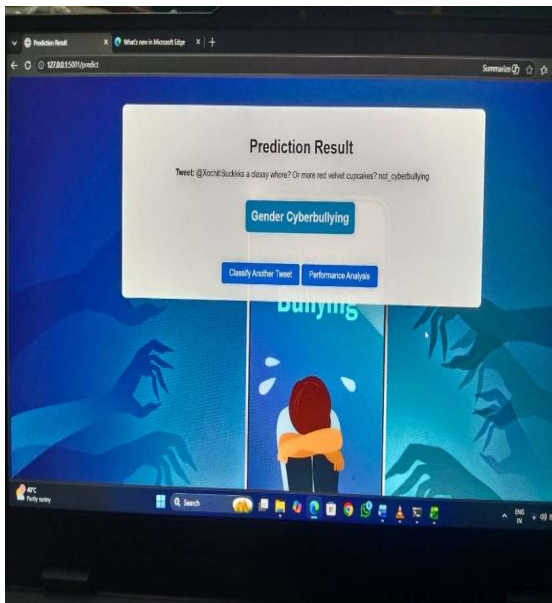 Prediction Result
What's new in Microsoft Edge
127.0.0.1:5001/predict
Summarize
Prediction Result
Tweet: @XochitlSuckkks a classy whore? Or more red velvet cupcakes? not_cyberbullying
Gender Cyberbullying
Classify Another Tweet
Performance Analysis
Bullying
40°C
Partly sunny
Search
ENG
IN